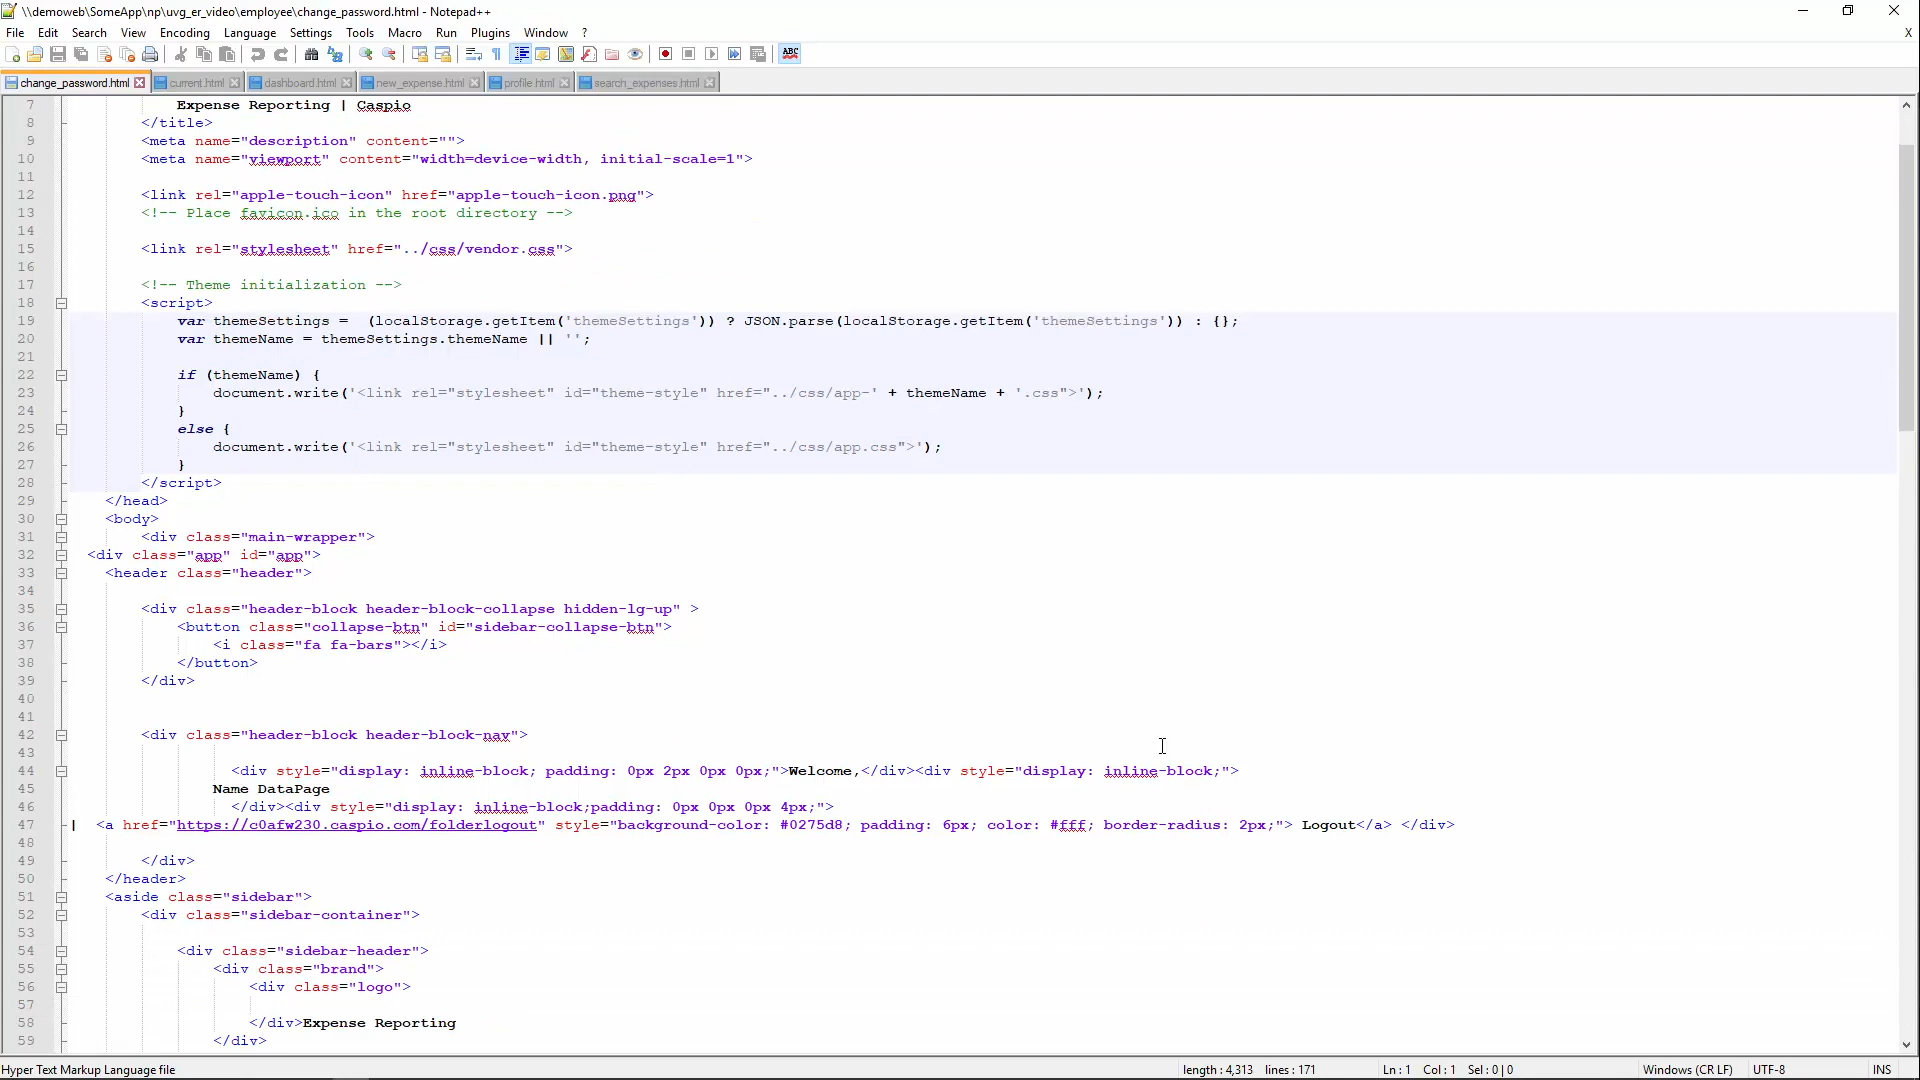 \\demoweb\SomeApp\np\uvg_er_video\employee\change_password.html - Notepad++
File Edit Search View Encoding Language Settings Tools Macro Run Plugins Window ? X
change_password.html current.html dashboard.html new_expense.html profile.html search_expenses.html
7 Expense Reporting | Caspio
8 </title>
9 <meta name="description" content="">
10 <meta name="viewport" content="width=device-width, initial-scale=1">
11
12 <link rel="apple-touch-icon" href="apple-touch-icon.png">
13 <!-- Place favicon.ico in the root directory -->
14
15 <link rel="stylesheet" href="../css/vendor.css">
16
17 <!-- Theme initialization -->
18 <script>
19 var themeSettings =  (localStorage.getItem('themeSettings')) ? JSON.parse(localStorage.getItem('themeSettings')) : {};
20 var themeName = themeSettings.themeName || '';
21
22 if (themeName) {
23 document.write('<link rel="stylesheet" id="theme-style" href="../css/app-' + themeName + '.css">');
24 }
25 else {
26 document.write('<link rel="stylesheet" id="theme-style" href="../css/app.css">');
27 }
28 </script>
29 </head>
30 <body>
31 <div class="main-wrapper">
32 <div class="app" id="app">
33 <header class="header">
34
35 <div class="header-block header-block-collapse hidden-lg-up" >
36 <button class="collapse-btn" id="sidebar-collapse-btn">
37 <i class="fa fa-bars"></i>
38 </button>
39 </div>
40
41
42 <div class="header-block header-block-nav">
43
44 <div style="display: inline-block; padding: 0px 2px 0px 0px;">Welcome,</div><div style="display: inline-block;">
45 Name DataPage
46 </div><div style="display: inline-block;padding: 0px 0px 0px 4px;">
47 <a href="https://c0afw230.caspio.com/folderlogout" style="background-color: #0275d8; padding: 6px; color: #fff; border-radius: 2px;"> Logout</a> </div>
48
49 </div>
50 </header>
51 <aside class="sidebar">
52 <div class="sidebar-container">
53
54 <div class="sidebar-header">
55 <div class="brand">
56 <div class="logo">
57
58 </div>Expense Reporting
59 </div>
Hyper Text Markup Language file length : 4,313 lines : 171 Ln : 1 Col : 1 Sel : 0 | 0 Windows (CR LF) UTF-8 INS